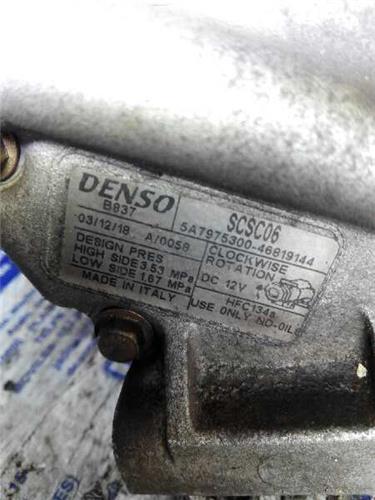 DENSO
B837
SCSC06
5A7975300-46819144
03/12/18 A/0058
DESIGN PRES
HIGH SIDE 3.53 MPa
LOW SIDE 1.67 MPa
MADE IN ITALY
CLOCKWISE
ROTATION
DC 12V
HFC134a
USE ONLY ND-OIL